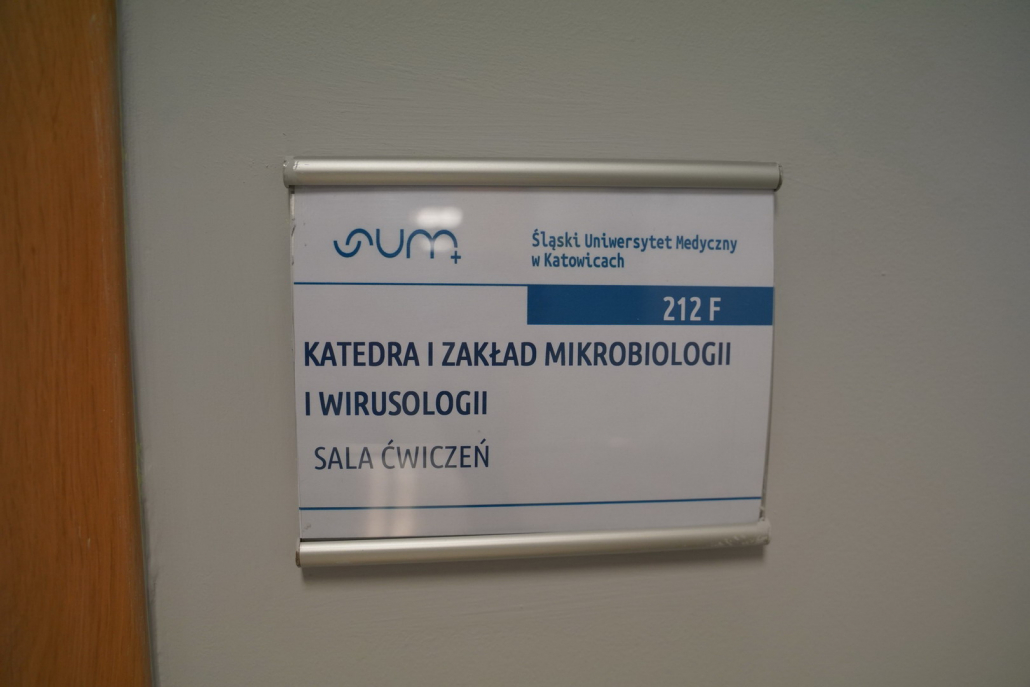 SUM+
Śląski Uniwersytet Medyczny
w Katowicach
212 F
KATEDRA I ZAKŁAD MIKROBIOLOGII
I WIRUSOLOGII
SALA ĆWICZEŃ